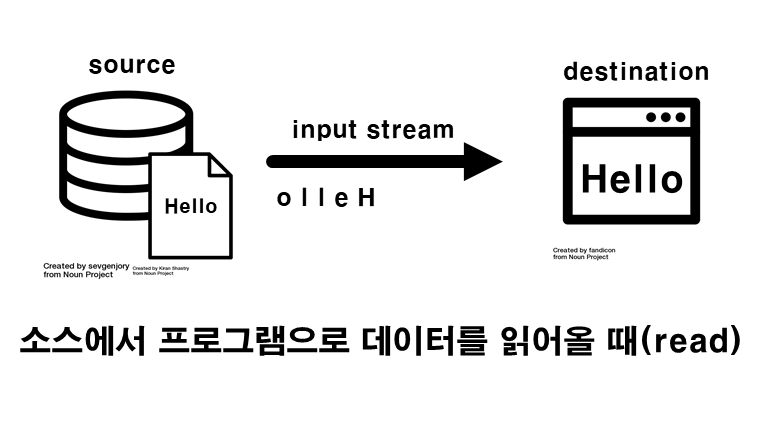 source
destination
input stream
Hello
Hello
o l l e H
Created by sevgenjory
from Noun Project
Created by Kiran Shastry
from Noun Project
Created by fandicon
from Noun Project
소스에서 프로그램으로 데이터를 읽어올 때(read)